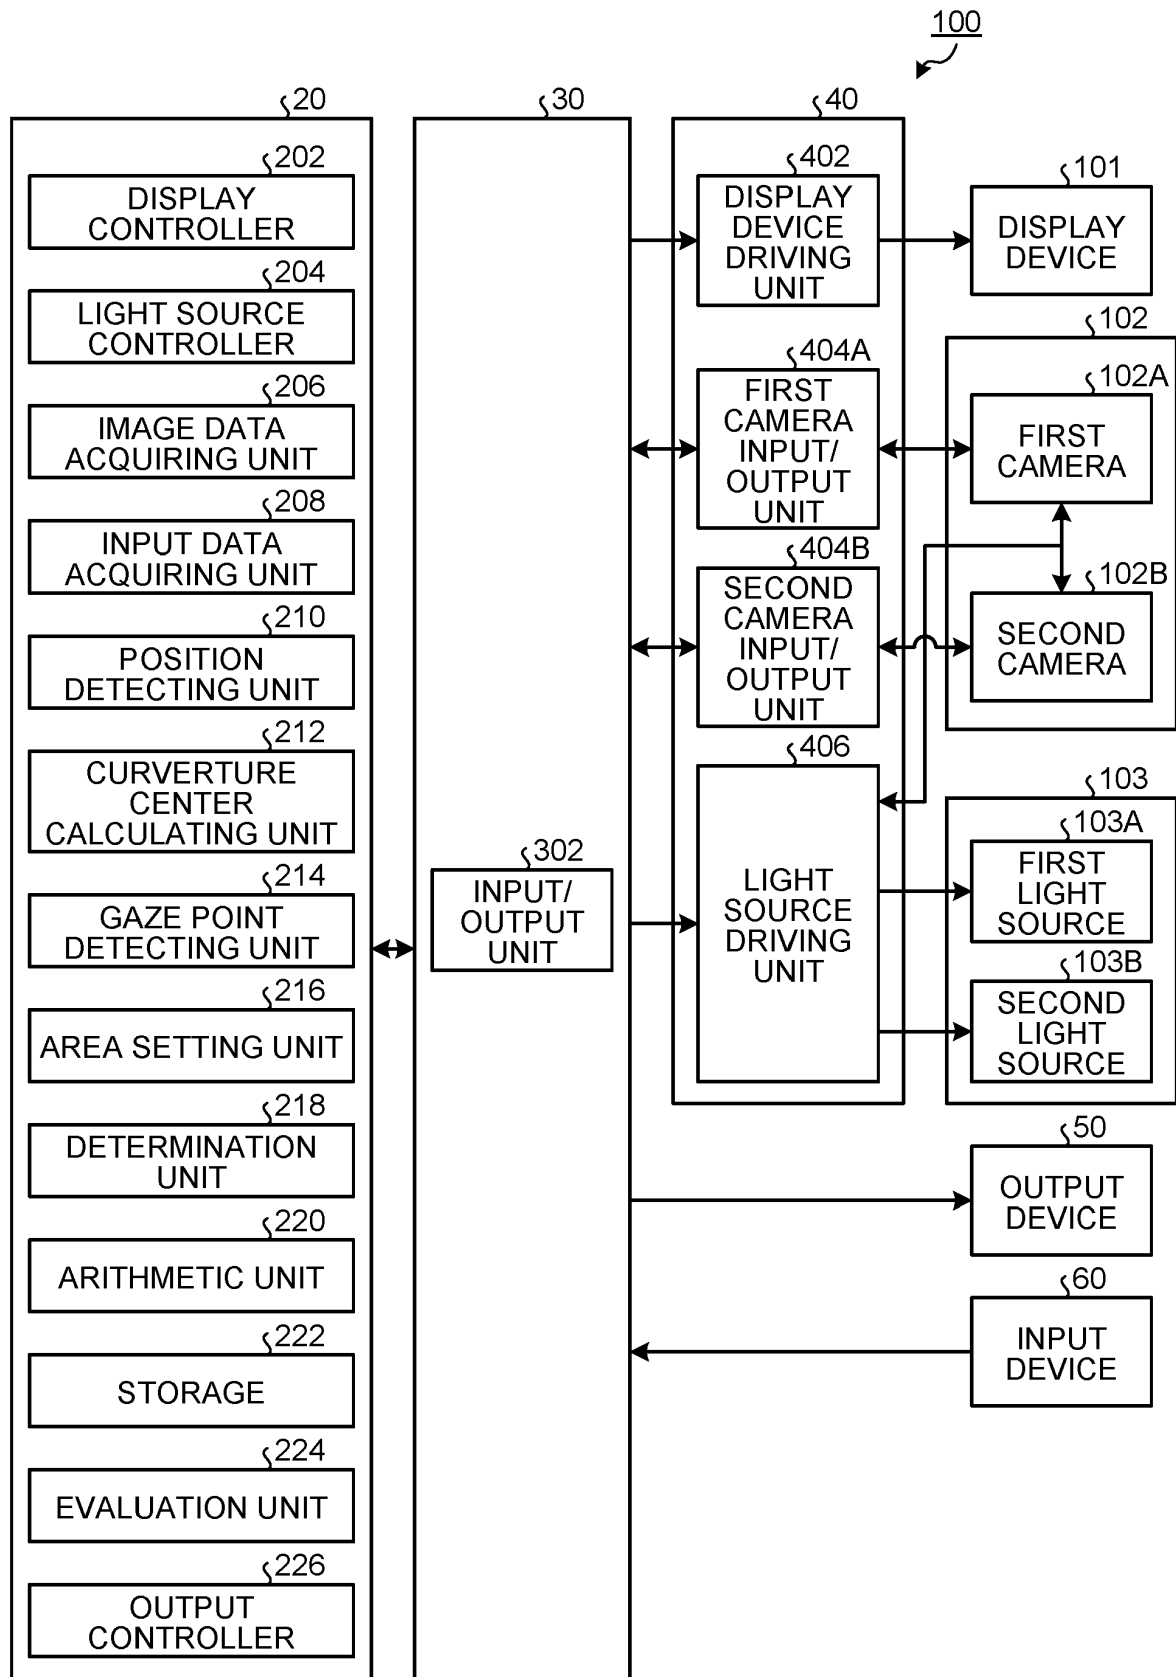 100
20
202
DISPLAY
CONTROLLER
204
LIGHT SOURCE
CONTROLLER
206
IMAGE DATA
ACQUIRING UNIT
208
INPUT DATA
ACQUIRING UNIT
210
POSITION
DETECTING UNIT
212
CURVERTURE
CENTER
CALCULATING UNIT
214
GAZE POINT
DETECTING UNIT
216
AREA SETTING UNIT
218
DETERMINATION
UNIT
220
ARITHMETIC UNIT
222
STORAGE
224
EVALUATION UNIT
226
OUTPUT
CONTROLLER
30
302
INPUT/
OUTPUT
UNIT
40
402
DISPLAY
DEVICE
DRIVING
UNIT
404A
FIRST
CAMERA
INPUT/
OUTPUT
UNIT
404B
SECOND
CAMERA
INPUT/
OUTPUT
UNIT
406
LIGHT
SOURCE
DRIVING
UNIT
101
DISPLAY
DEVICE
102
102A
FIRST
CAMERA
102B
SECOND
CAMERA
103
103A
FIRST
LIGHT
SOURCE
103B
SECOND
LIGHT
SOURCE
50
OUTPUT
DEVICE
60
INPUT
DEVICE